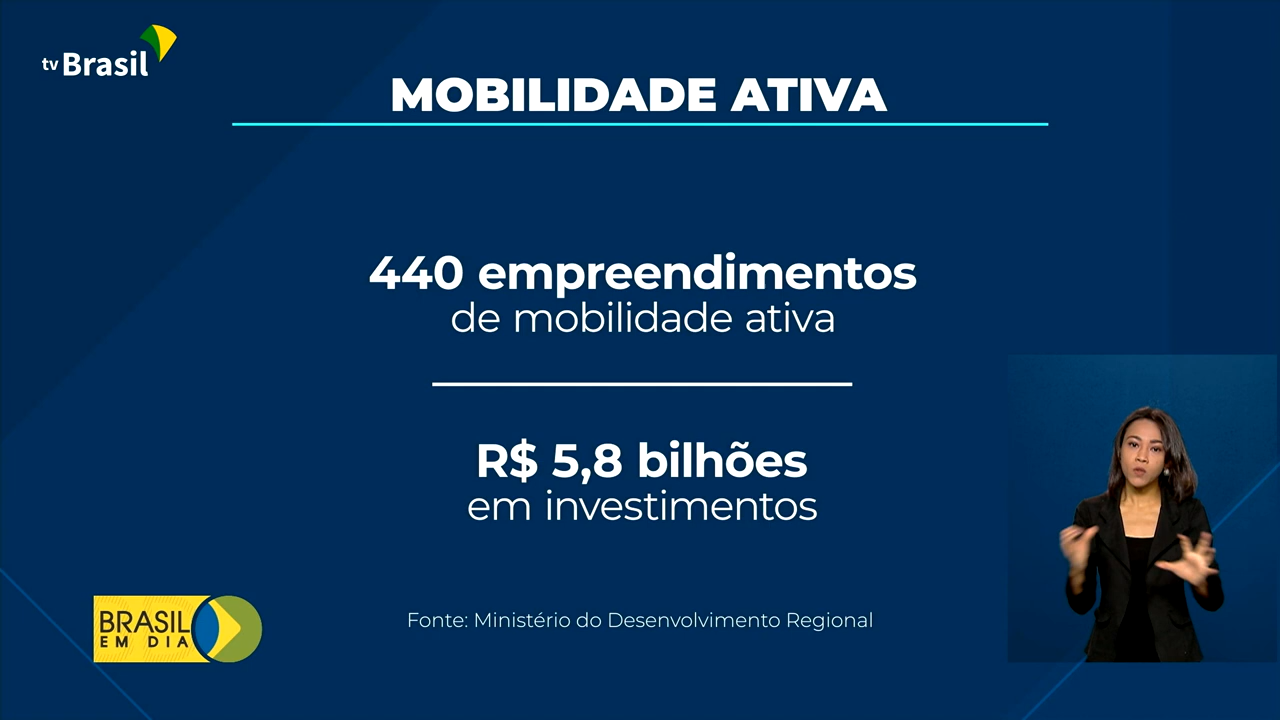 tv Brasil
MOBILIDADE ATIVA
440 empreendimentos
de mobilidade ativa
R$ 5,8 bilhões
em investimentos
Fonte: Ministério do Desenvolvimento Regional
BRASIL
EM DIA